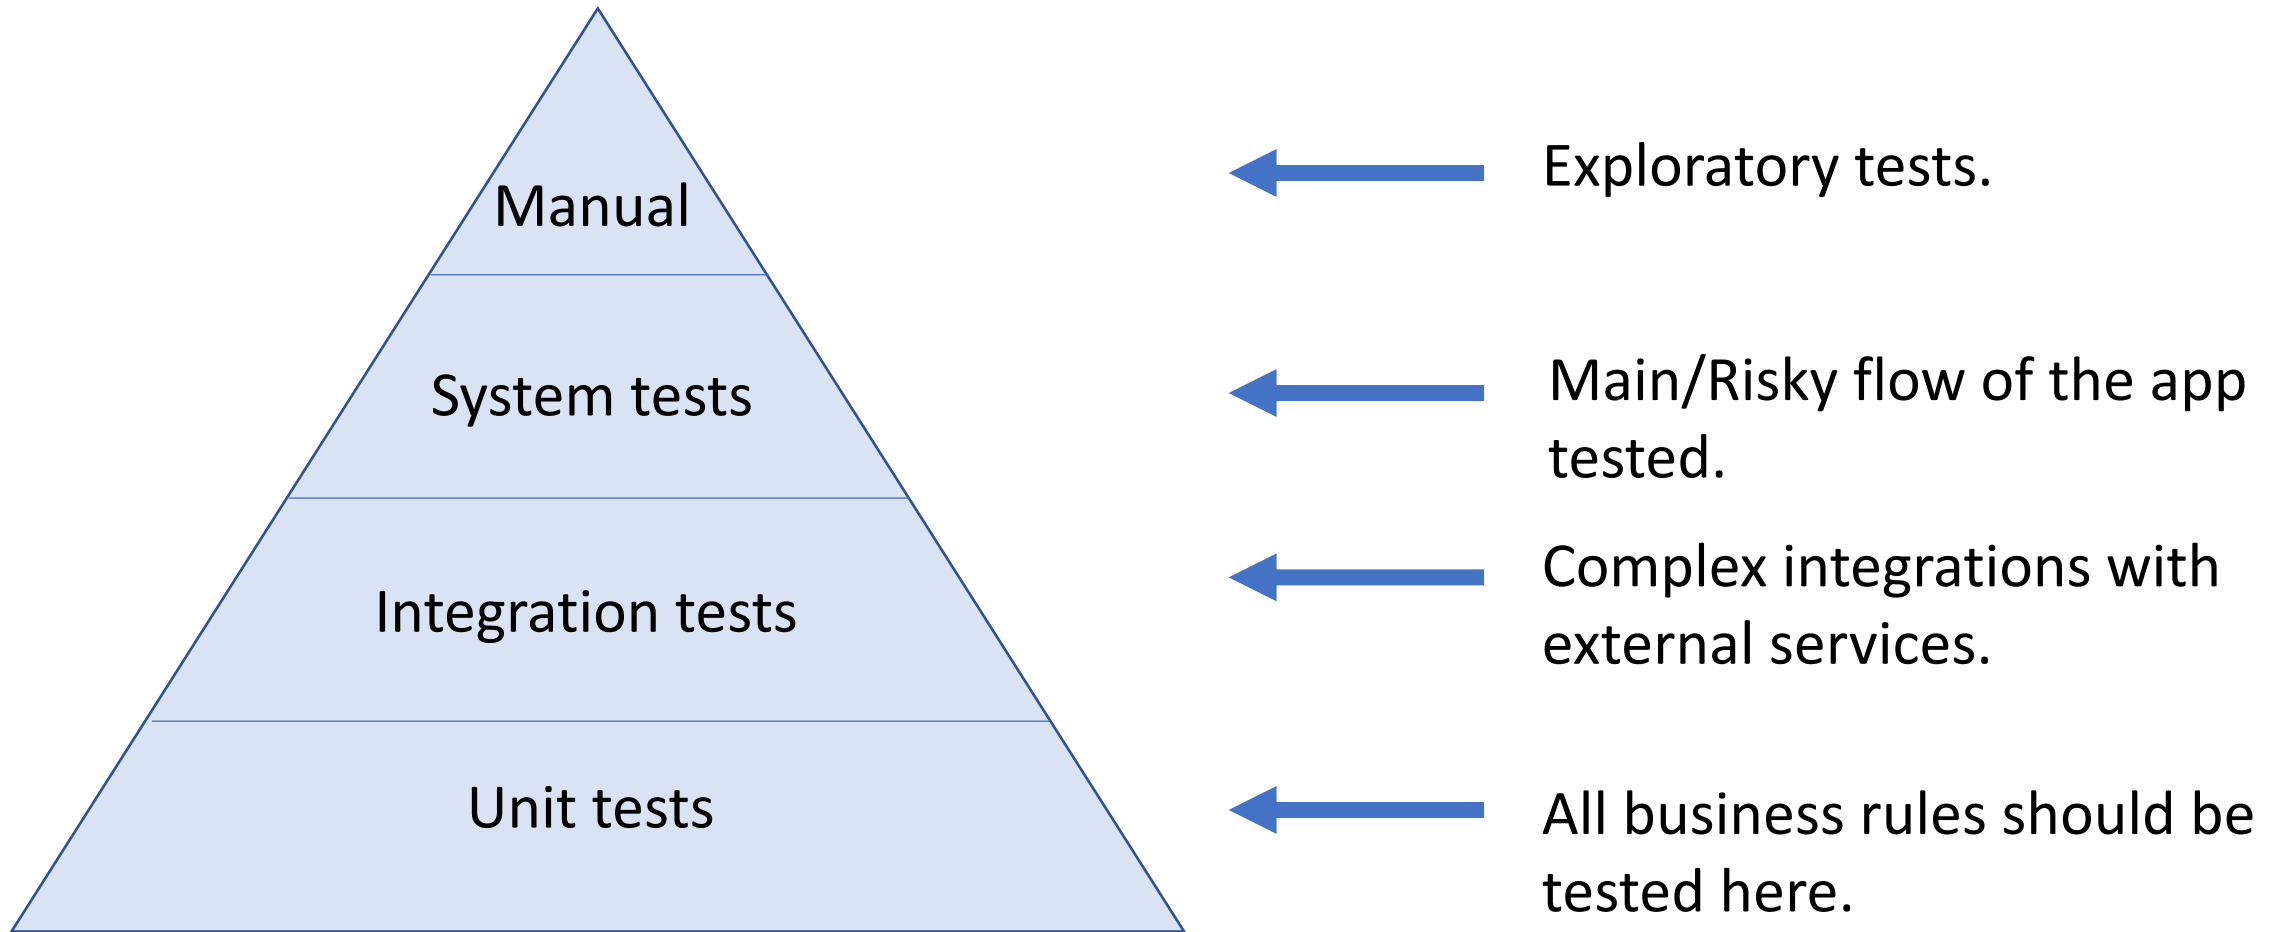 Manual
Exploratory tests.
System tests
Main/Risky flow of the app
tested.
Integration tests
Complex integrations with
external services.
Unit tests
All business rules should be
tested here.